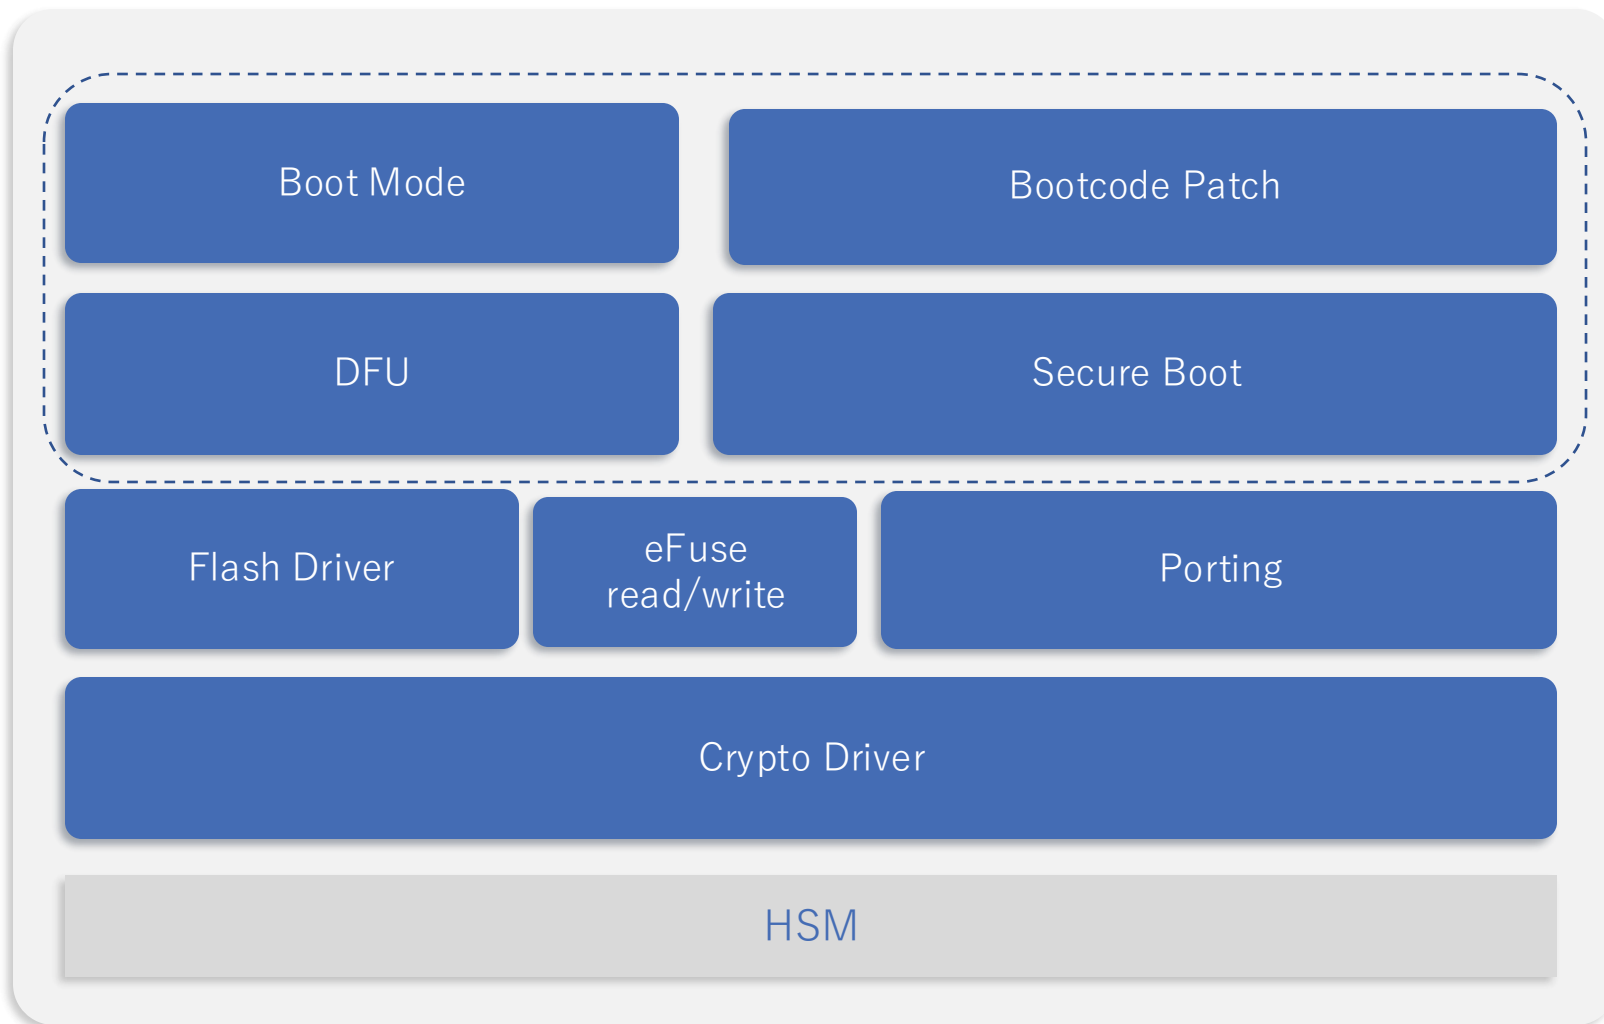 Boot Mode
Bootcode Patch
DFU
Secure Boot
Flash Driver
eFuse
read/write
Porting
Crypto Driver
HSM